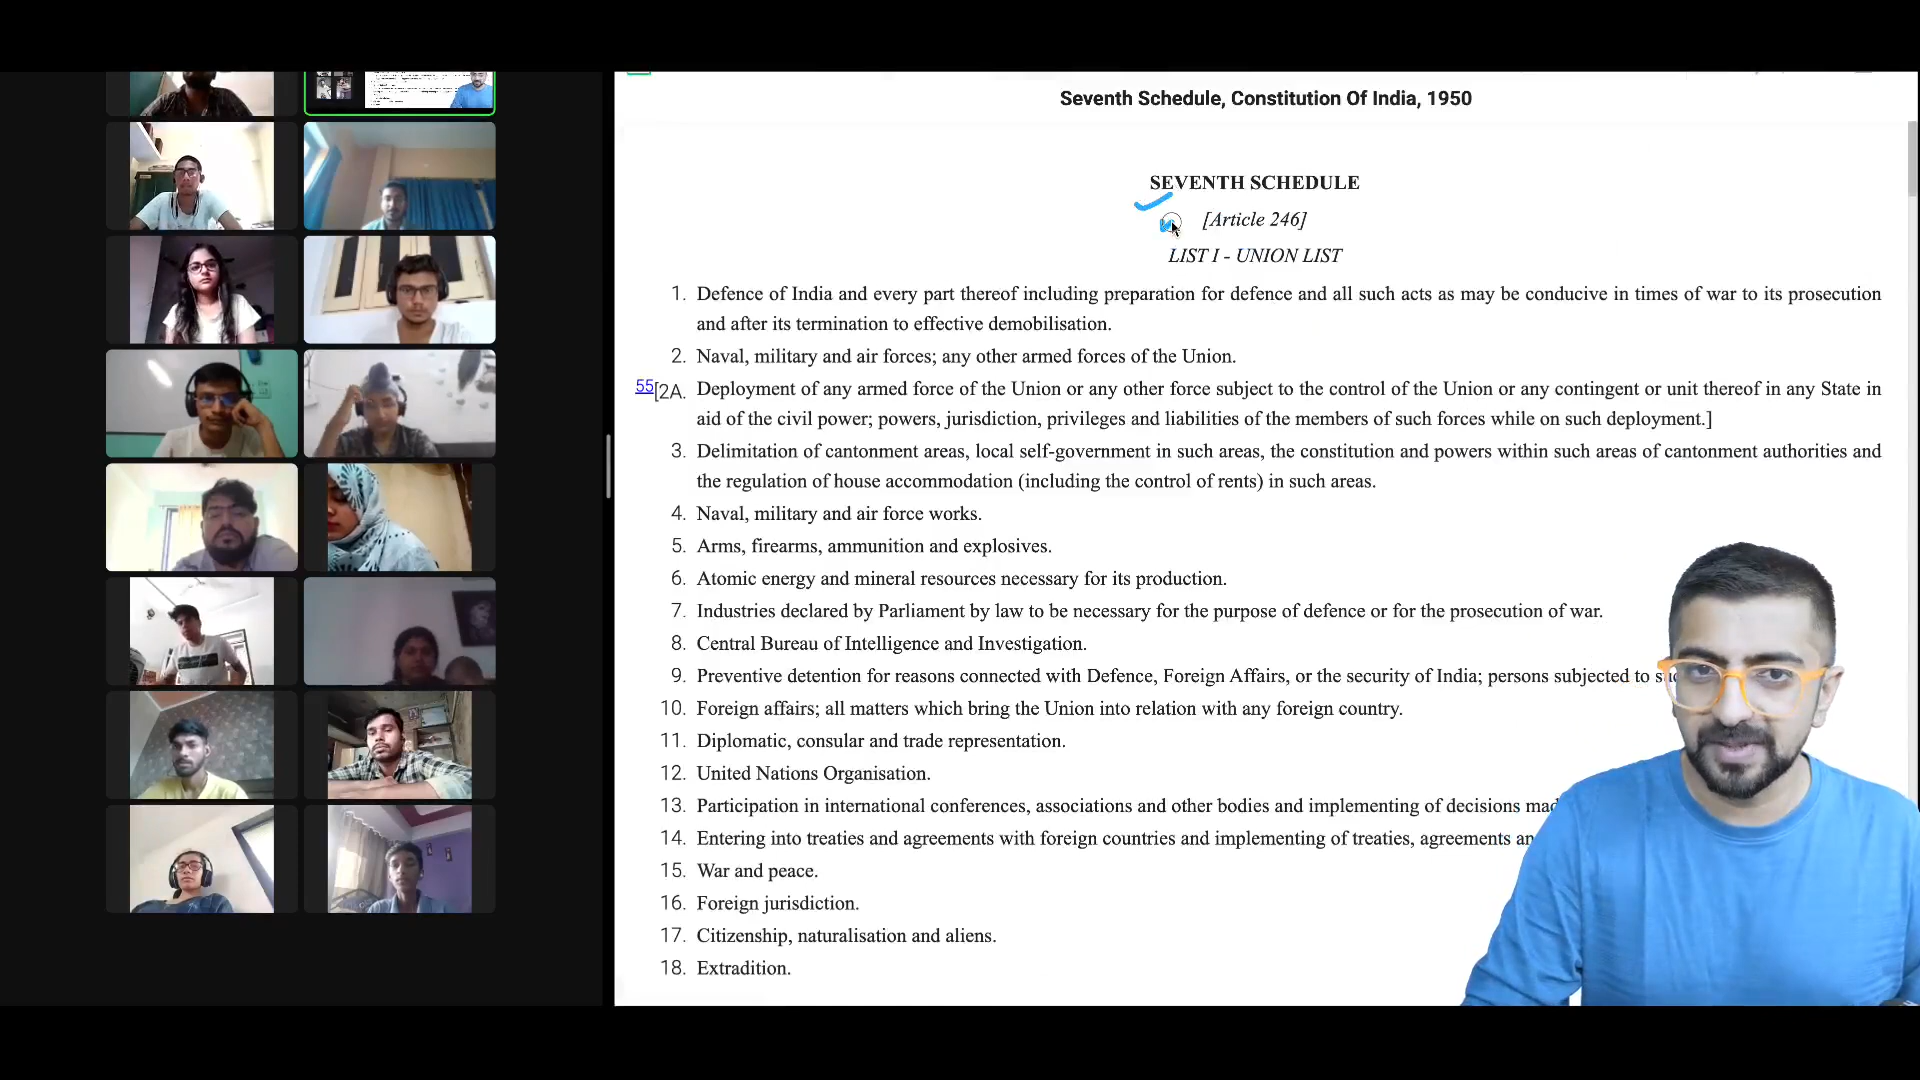 Seventh Schedule, Constitution Of India, 1950
SEVENTH SCHEDULE
[Article 246]
LIST I - UNION LIST
1. Defence of India and every part thereof including preparation for defence and all such acts as may be conducive in times of war to its prosecution
and after its termination to effective demobilisation.
2. Naval, military and air forces; any other armed forces of the Union.
55[2A. Deployment of any armed force of the Union or any other force subject to the control of the Union or any contingent or unit thereof in any State in
aid of the civil power; powers, jurisdiction, privileges and liabilities of the members of such forces while on such deployment.]
3. Delimitation of cantonment areas, local self-government in such areas, the constitution and powers within such areas of cantonment authorities and
the regulation of house accommodation (including the control of rents) in such areas.
4. Naval, military and air force works.
5. Arms, firearms, ammunition and explosives.
6. Atomic energy and mineral resources necessary for its production.
7. Industries declared by Parliament by law to be necessary for the purpose of defence or for the prosecution of war.
8. Central Bureau of Intelligence and Investigation.
9. Preventive detention for reasons connected with Defence, Foreign Affairs, or the security of India; persons subjected to
10. Foreign affairs; all matters which bring the Union into relation with any foreign country.
11. Diplomatic, consular and trade representation.
12. United Nations Organisation.
13. Participation in international conferences, associations and other bodies and implementing of decisions
14. Entering into treaties and agreements with foreign countries and implementing of treaties, agreements
15. War and peace.
16. Foreign jurisdiction.
17. Citizenship, naturalisation and aliens.
18. Extradition.